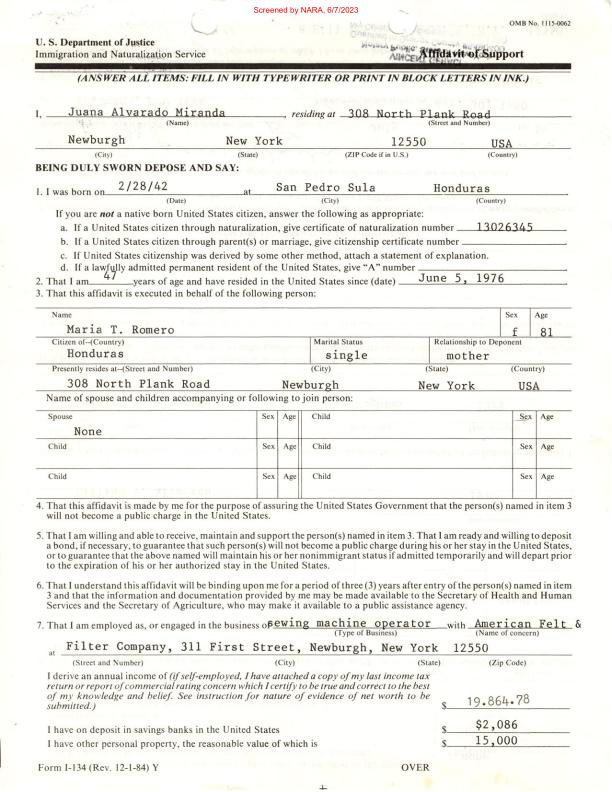 Screened by NARA, 6/7/2023
OMB No. 1115-0062
U. S. Department of Justice
Immigration and Naturalization Service
Affidavit of Support
(ANSWER ALL ITEMS: FILL IN WITH TYPEWRITER OR PRINT IN BLOCK LETTERS IN INK.)
I, Juana Alvarado Miranda, residing at 308 North Plank Road
(Name) (Street and Number)
Newburgh New York 12550 USA
(City) (State) (ZIP Code if in U.S.) (Country)
BEING DULY SWORN DEPOSE AND SAY:
1. I was born on 2/28/42 at San Pedro Sula Honduras
(Date) (City) (Country)
If you are not a native born United States citizen, answer the following as appropriate:
a. If a United States citizen through naturalization, give certificate of naturalization number 13026345
b. If a United States citizen through parent(s) or marriage, give citizenship certificate number
c. If United States citizenship was derived by some other method, attach a statement of explanation.
d. If a lawfully admitted permanent resident of the United States, give "A" number
2. That I am 47 years of age and have resided in the United States since (date) June 5, 1976
3. That this affidavit is executed in behalf of the following person:
Name Sex Age
Maria T. Romero f 81
Citizen of--(Country) Marital Status Relationship to Deponent
Honduras single mother
Presently resides at--(Street and Number) (City) (State) (Country)
308 North Plank Road Newburgh New York USA
Name of spouse and children accompanying or following to join person:
Spouse Sex Age Child Sex Age
None
Child Sex Age Child Sex Age
Child Sex Age Child Sex Age
4. That this affidavit is made by me for the purpose of assuring the United States Government that the person(s) named in item 3
will not become a public charge in the United States.
5. That I am willing and able to receive, maintain and support the person(s) named in item 3. That I am ready and willing to deposit
a bond, if necessary, to guarantee that such person(s) will not become a public charge during his or her stay in the United States,
or to guarantee that the above named will maintain his or her nonimmigrant status if admitted temporarily and will depart prior
to the expiration of his or her authorized stay in the United States.
6. That I understand this affidavit will be binding upon me for a period of three (3) years after entry of the person(s) named in item
3 and that the information and documentation provided by me may be made available to the Secretary of Health and Human
Services and the Secretary of Agriculture, who may make it available to a public assistance agency.
7. That I am employed as, or engaged in the business of sewing machine operator with American Felt &
(Type of Business) (Name of concern)
at Filter Company, 311 First Street, Newburgh, New York 12550
(Street and Number) (City) (State) (Zip Code)
I derive an annual income of (if self-employed, I have attached a copy of my last income tax
return or report of commercial rating concern which I certify to be true and correct to the best
of my knowledge and belief. See instruction for nature of evidence of net worth to be
submitted.) $ 19.864.78
I have on deposit in savings banks in the United States $ $2,086
I have other personal property, the reasonable value of which is $ 15,000
Form I-134 (Rev. 12-1-84) Y OVER